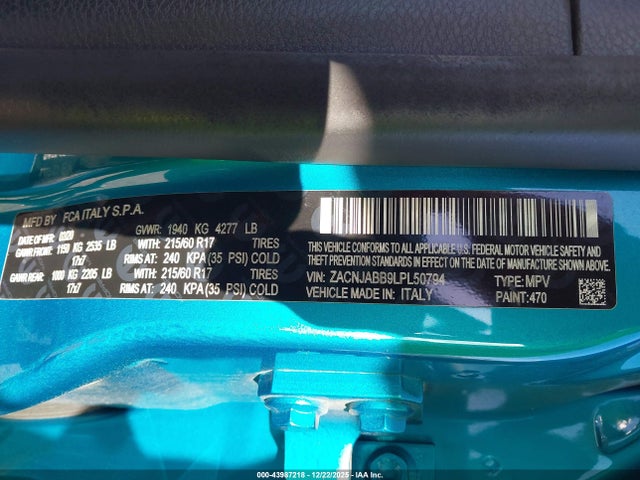 MFD BY FCA ITALY S.P.A.
DATE OF MFR 02/20 GVWR: 1940 KG 4277 LB
GAWR FRONT: 1150 KG 2535 LB WITH: 215/60 R17 TIRES
17x7 RIMS AT: 240 KPA(35 PSI) COLD
GAWR REAR: 1000 KG 2205 LB WITH: 215/60 R17 TIRES
17x7 RIMS AT: 240 KPA(35 PSI) COLD
THIS VEHICLE CONFORMS TO ALL APPLICABLE U.S.
FEDERAL MOTOR VEHICLE SAFETY, BUMPER, AND THEFT
PREVENTION STANDARDS IN EFFECT ON THE DATE OF
MANUFACTURE SHOWN ABOVE.
VIN: ZACNJABB9LPL50794 TYPE: MPV
VEHICLE MADE IN: ITALY PAINT: 470
000-43987218 - 12/22/2025 - IAA Inc.